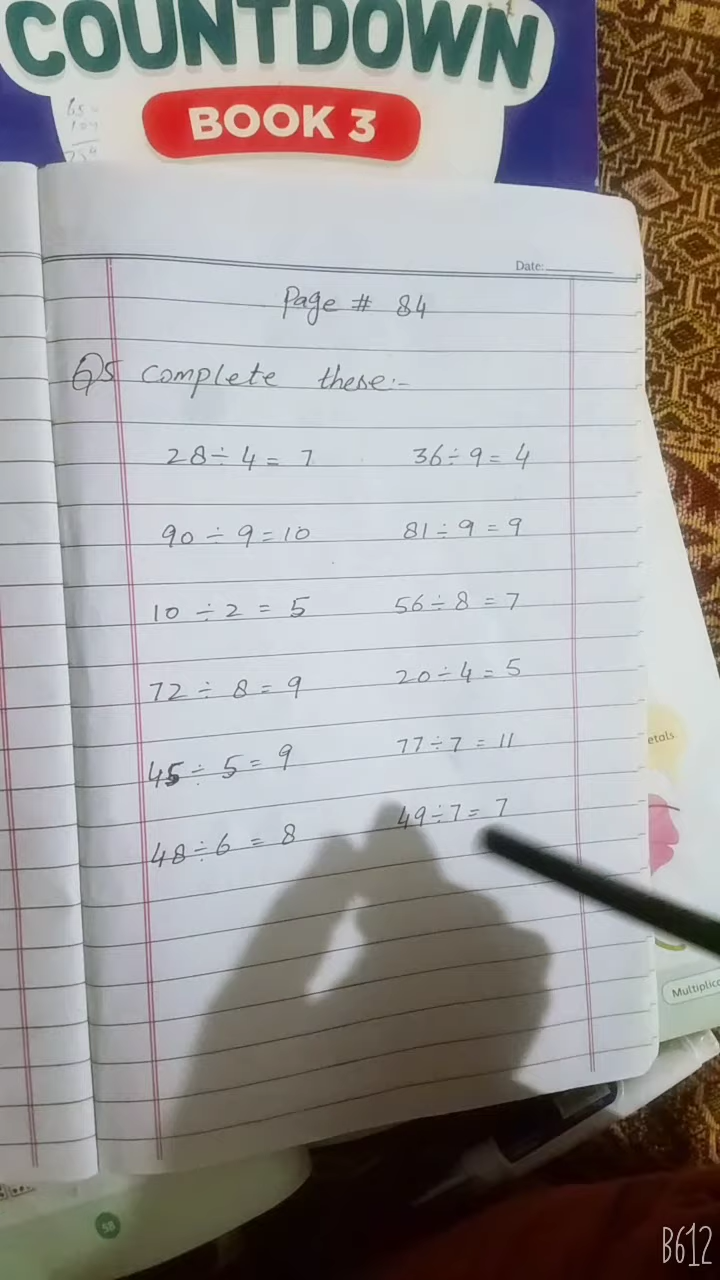 COUNTDOWN
BOOK 3
Date:
Page # 84
Q5 complete these:-
28 ÷ 4 = 7 36 ÷ 9 = 4
90 ÷ 9 = 10 81 ÷ 9 = 9
10 ÷ 2 = 5 56 ÷ 8 = 7
72 ÷ 8 = 9 20 ÷ 4 = 5
45 ÷ 5 = 9 77 ÷ 7 = 11
48 ÷ 6 = 8 49 ÷ 7 = 7
58
B612